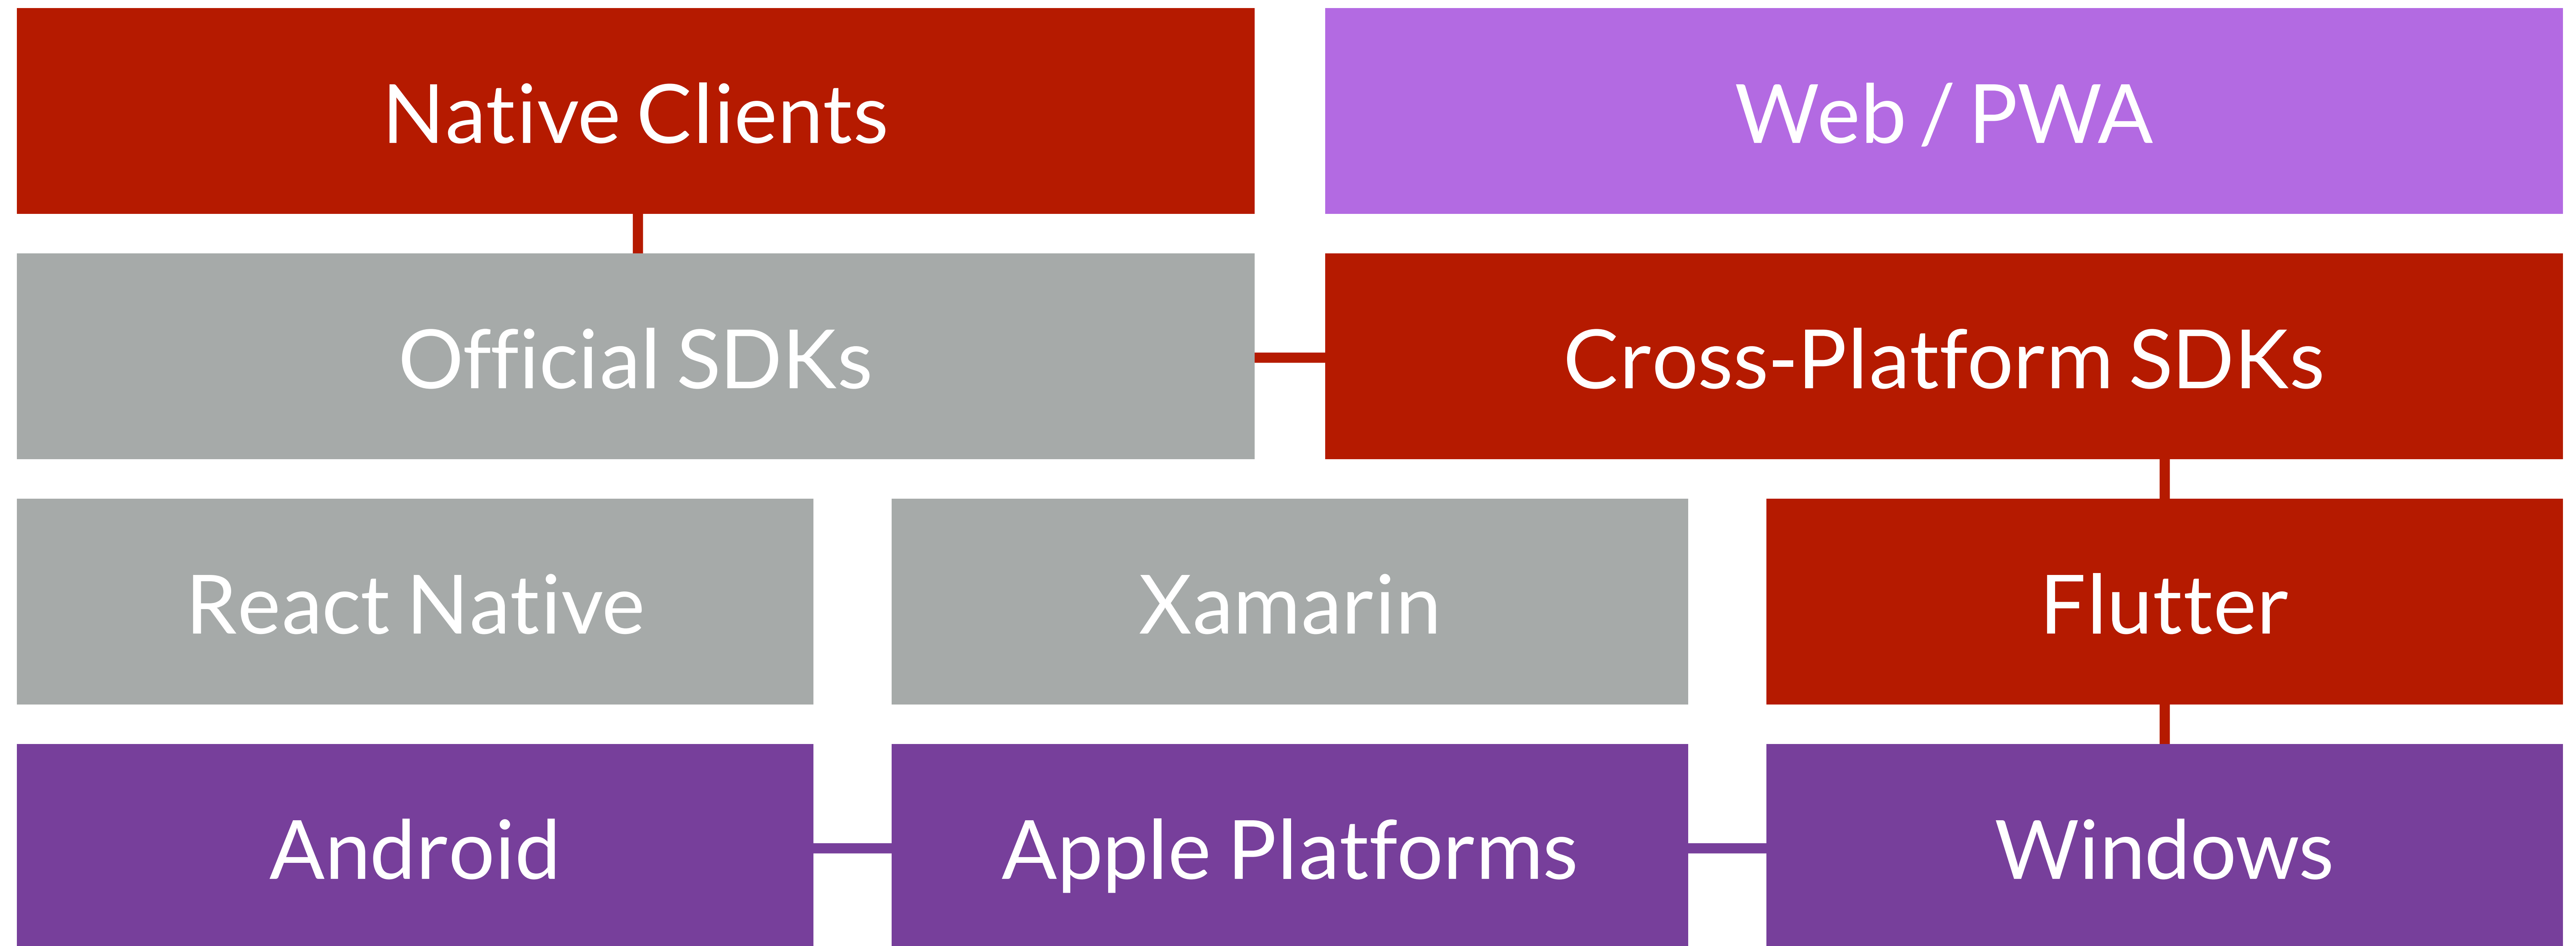 Native Clients
Web / PWA
Official SDKs
Cross-Platform SDKs
React Native
Xamarin
Flutter
Android
Apple Platforms
Windows